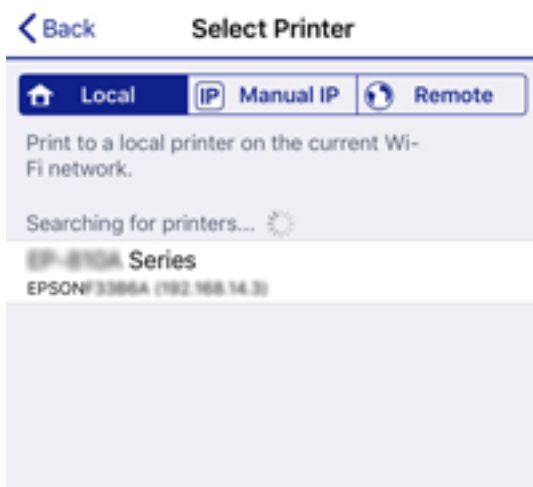 Back Select Printer
Local IP Manual IP Remote
Print to a local printer on the current Wi-
Fi network.
Searching for printers...
Series
EPSON